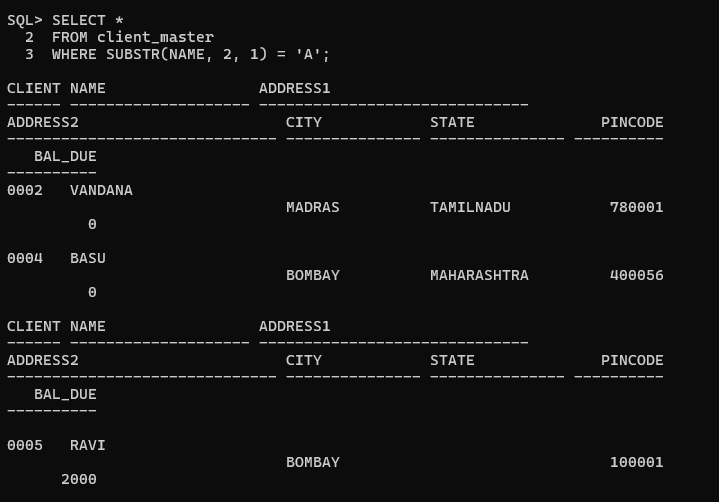 SQL> SELECT *
  2  FROM client_master
  3  WHERE SUBSTR(NAME, 2, 1) = 'A';

CLIENT NAME                 ADDRESS1
------ -------------------- ------------------------------
ADDRESS2                       CITY            STATE              PINCODE
------------------------------ --------------- --------------- ----------
   BAL_DUE
----------
0002   VANDANA
                               MADRAS          TAMILNADU           780001
         0

0004   BASU
                               BOMBAY          MAHARASHTRA         400056
         0

CLIENT NAME                 ADDRESS1
------ -------------------- ------------------------------
ADDRESS2                       CITY            STATE              PINCODE
------------------------------ --------------- --------------- ----------
   BAL_DUE
----------

0005   RAVI
                               BOMBAY                              100001
      2000